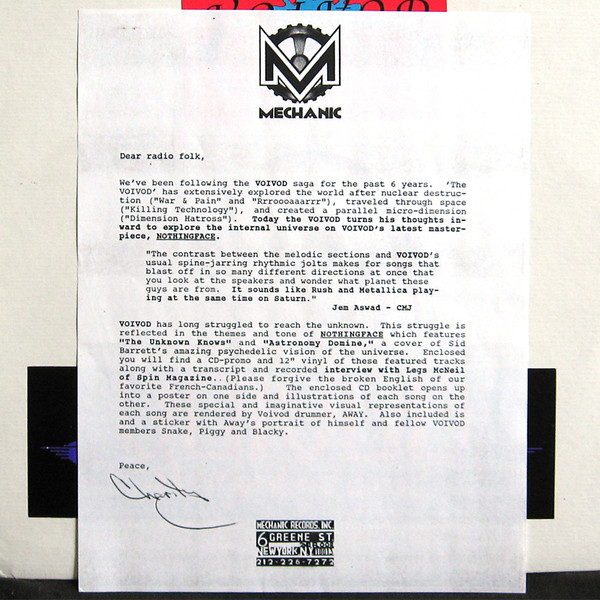 VOIVOD
M
MECHANIC
Dear radio folk,
We've been following the VOIVOD saga for the past 6 years. 'The
VOIVOD' has extensively explored the world after nuclear destruc-
tion ("War & Pain" and "Rrroooaaarrr"), traveled through space
("Killing Technology"), and created a parallel micro-dimension
("Dimension Hatross"). Today the VOIVOD turns his thoughts in-
ward to explore the internal universe on VOIVOD's latest master-
piece, NOTHINGFACE.
"The contrast between the melodic sections and VOIVOD's
usual spine-jarring rhythmic jolts makes for songs that
blast off in so many different directions at once that
you look at the speakers and wonder what planet these
guys are from. It sounds like Rush and Metallica play-
ing at the same time on Saturn."
Jem Aswad - CMJ
VOIVOD has long struggled to reach the unknown. This struggle is
reflected in the themes and tone of NOTHINGFACE which features
"The Unknown Knows" and "Astronomy Domine," a cover of Sid
Barrett's amazing psychedelic vision of the universe. Enclosed
you will find a CD-promo and 12" vinyl of these featured tracks
along with a transcript and recorded interview with Legs McNeil
of Spin Magazine..(Please forgive the broken English of our
favorite French-Canadians.) The enclosed CD booklet opens up
into a poster on one side and illustrations of each song on the
other. These special and imaginative visual representations of
each song are rendered by Voivod drummer, AWAY. Also included is
and a sticker with Away's portrait of himself and fellow VOIVOD
members Snake, Piggy and Blacky.
Peace,
Charity
MECHANIC RECORDS, INC
6 GREENE ST.
2 FLOOR
NEW YORK N.Y. 10013
212-226-7272